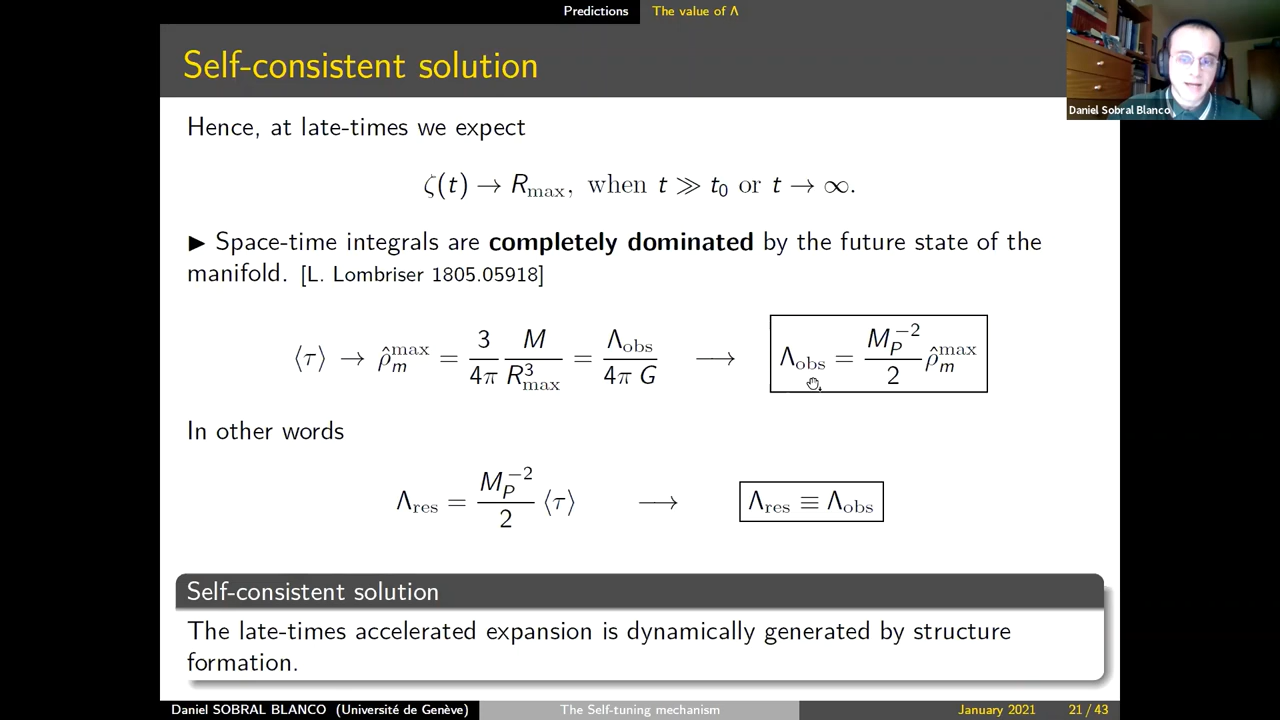 Predictions The value of Λ
Self-consistent solution
Daniel Sobral Blanco
Hence, at late-times we expect
ζ(t) → R_max, when t ≫ t_0 or t → ∞.
▶ Space-time integrals are completely dominated by the future state of the
manifold. [L. Lombriser 1805.05918]
⟨τ⟩ → ρ̂_m^max = 3/4π M/R_max^3 = Λ_obs/4π G ⟶ Λ_obs = M_P^−2/2 ρ̂_m^max
In other words
Λ_res = M_P^−2/2 ⟨τ⟩ ⟶ Λ_res ≡ Λ_obs
Self-consistent solution
The late-times accelerated expansion is dynamically generated by structure
formation.
Daniel SOBRAL BLANCO (Université de Genève) The Self-tuning mechanism January 2021 21 / 43